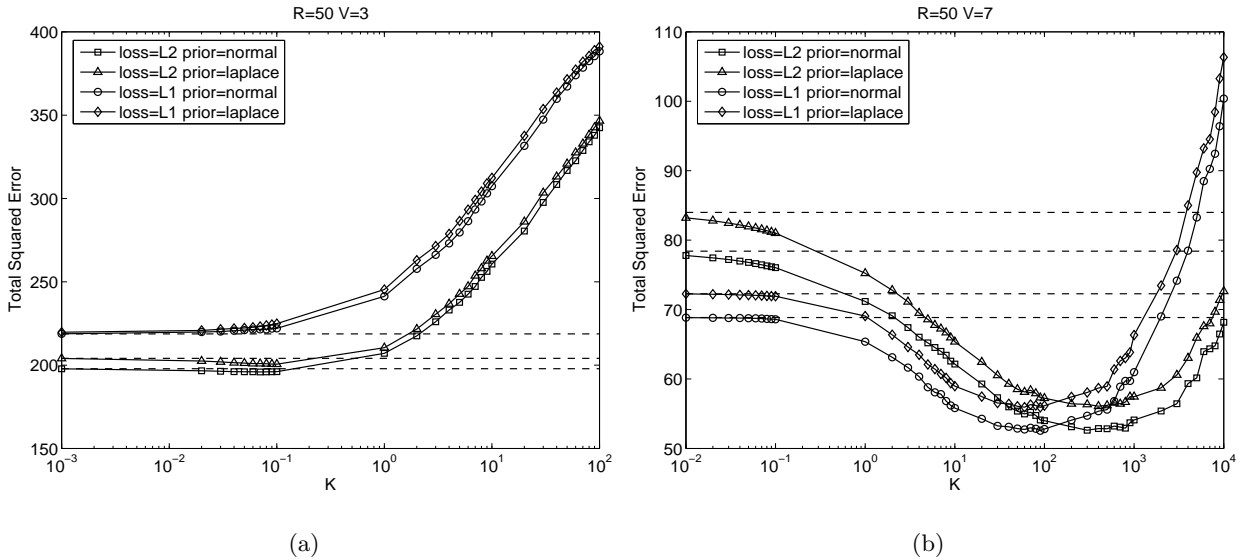 R=50 V=3
400
350
300
250
200
150
Total Squared Error
loss=L2 prior=normal
loss=L2 prior=laplace
loss=L1 prior=normal
loss=L1 prior=laplace
10^−3
10^−2
10^−1
10^0
10^1
10^2
K
(a)
R=50 V=7
110
100
90
80
70
60
50
Total Squared Error
loss=L2 prior=normal
loss=L2 prior=laplace
loss=L1 prior=normal
loss=L1 prior=laplace
10^−2
10^−1
10^0
10^1
10^2
10^3
10^4
K
(b)